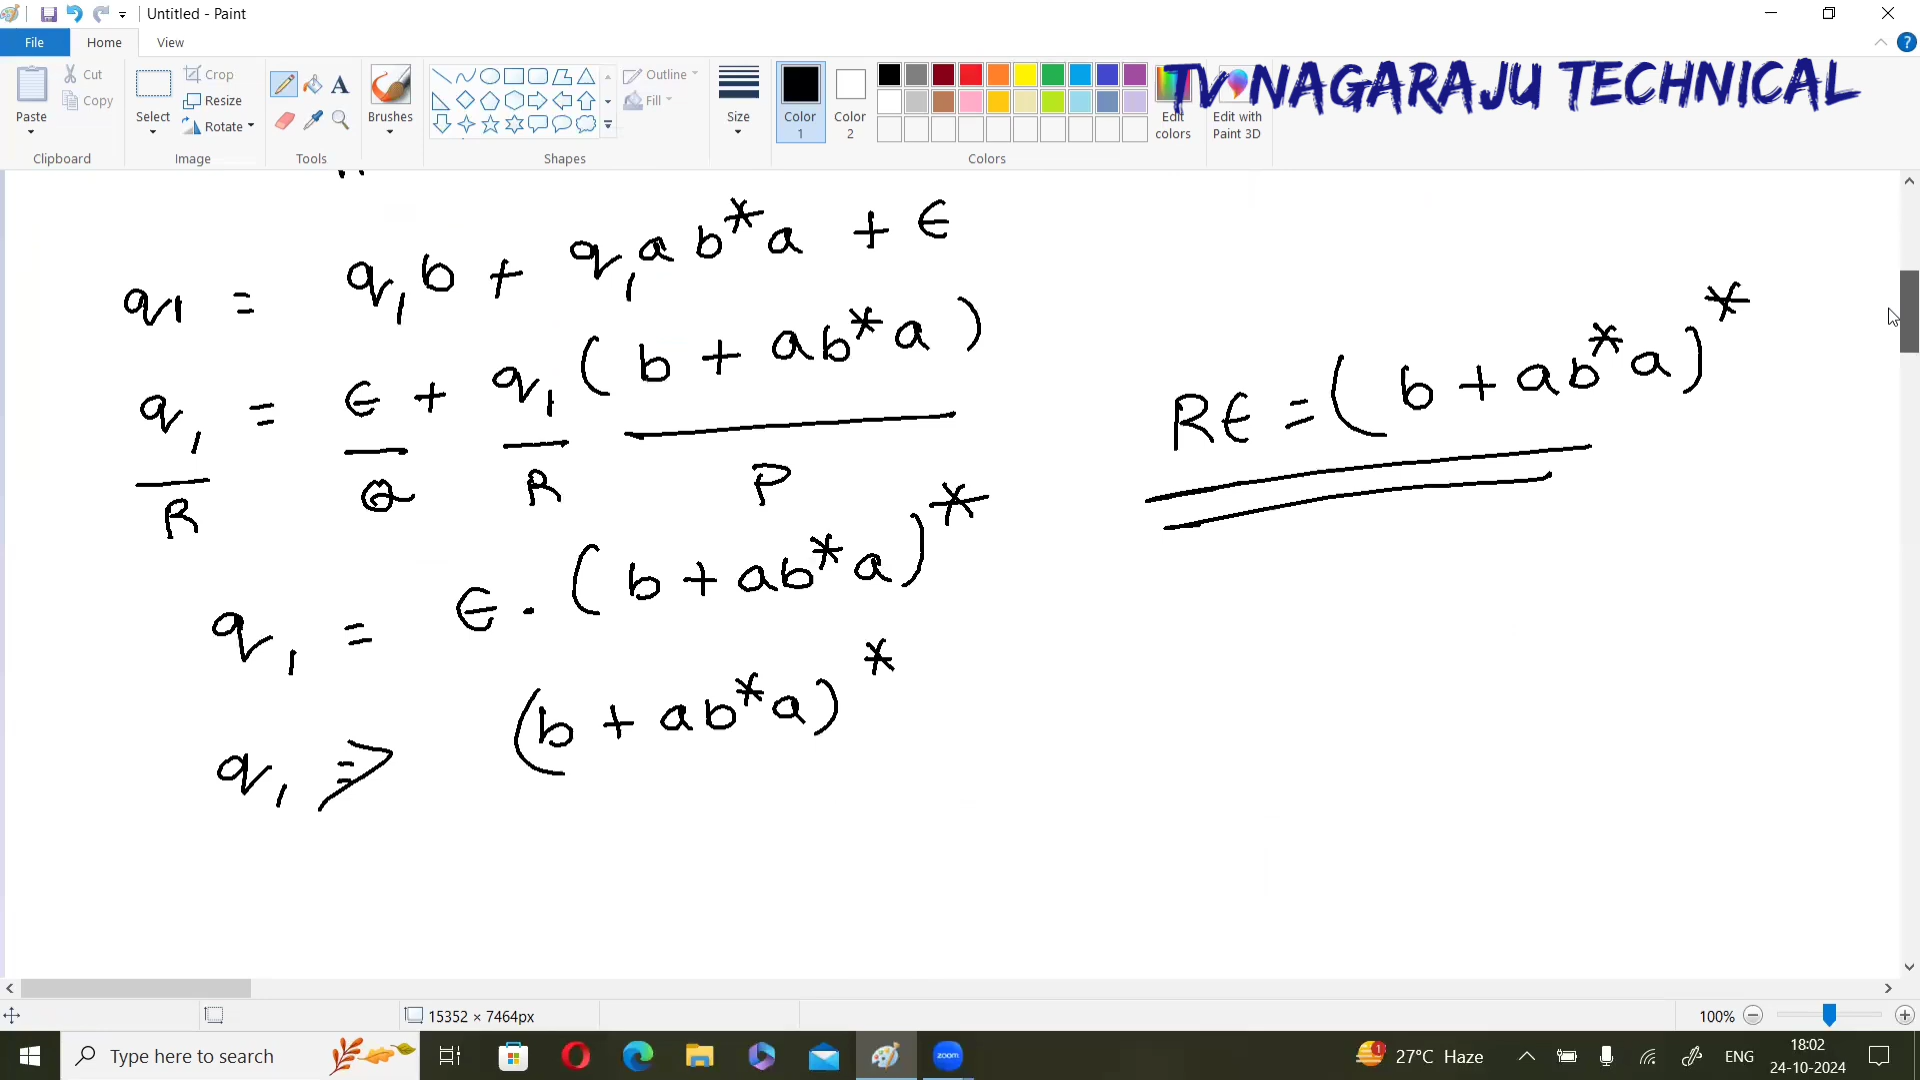 Untitled - Paint
File Home View
Paste Cut Copy Select Crop Resize Rotate Brushes Outline Fill Size Color 1 Color 2 Edit colors Edit with Paint 3D
Clipboard Image Tools Shapes Colors
TV NAGARAJU TECHNICAL
q1 = q₁b + q₁ab*a + ε
q₁ = ε + q₁(b + ab*a)
R Q R P
RE = (b + ab*a)*
q₁ = ε . (b + ab*a)*
q₁ ⇒ (b + ab*a)*
15352 × 7464px 100%
Type here to search
zoom
1
27°C Haze
ENG
18:02
24-10-2024